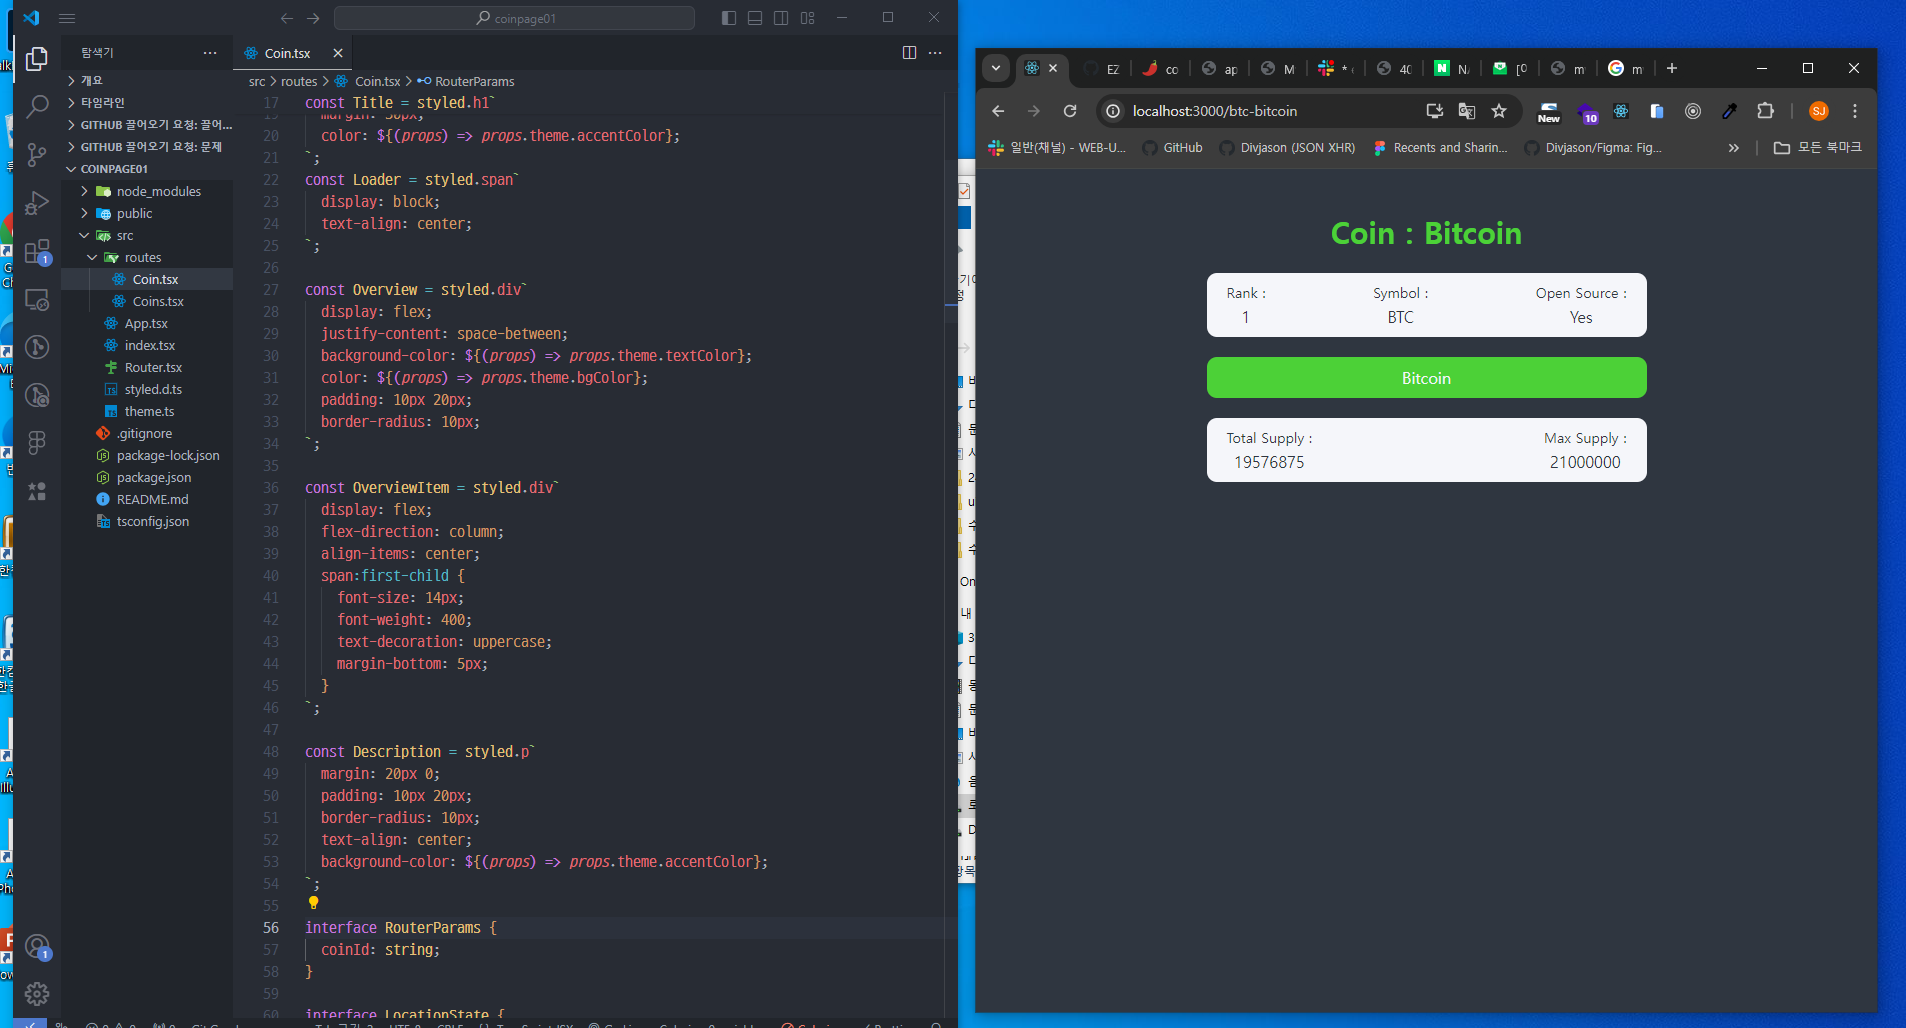 coinpage01
탐색기
개요
타임라인
GITHUB 끌어오기 요청: 끌어...
GITHUB 끌어오기 요청: 문제
COINPAGE01
node_modules
public
src
routes
Coin.tsx
Coins.tsx
App.tsx
index.tsx
Router.tsx
styled.d.ts
theme.ts
.gitignore
package-lock.json
package.json
README.md
tsconfig.json
Coin.tsx
src > routes > Coin.tsx > RouterParams
17 const Title = styled.h1`
20 color: ${(props) => props.theme.accentColor};
21 `;
22 const Loader = styled.span`
23 display: block;
24 text-align: center;
25 `;
26
27 const Overview = styled.div`
28 display: flex;
29 justify-content: space-between;
30 background-color: ${(props) => props.theme.textColor};
31 color: ${(props) => props.theme.bgColor};
32 padding: 10px 20px;
33 border-radius: 10px;
34 `;
35
36 const OverviewItem = styled.div`
37 display: flex;
38 flex-direction: column;
39 align-items: center;
40 span:first-child {
41 font-size: 14px;
42 font-weight: 400;
43 text-decoration: uppercase;
44 margin-bottom: 5px;
45 }
46 `;
47
48 const Description = styled.p`
49 margin: 20px 0;
50 padding: 10px 20px;
51 border-radius: 10px;
52 text-align: center;
53 background-color: ${(props) => props.theme.accentColor};
54 `;
55
56 interface RouterParams {
57 coinId: string;
58 }
59
60 interface LocationState {
EZ
co
ap
M
40
[0
localhost:3000/btc-bitcoin
New
10
SJ
일반(채널) - WEB-U...
GitHub
Divjason (JSON XHR)
Recents and Sharin...
Divjason/Figma: Fig...
모든 북마크
Coin : Bitcoin
Rank : Symbol : Open Source :
1 BTC Yes
Bitcoin
Total Supply : Max Supply :
19576875 21000000